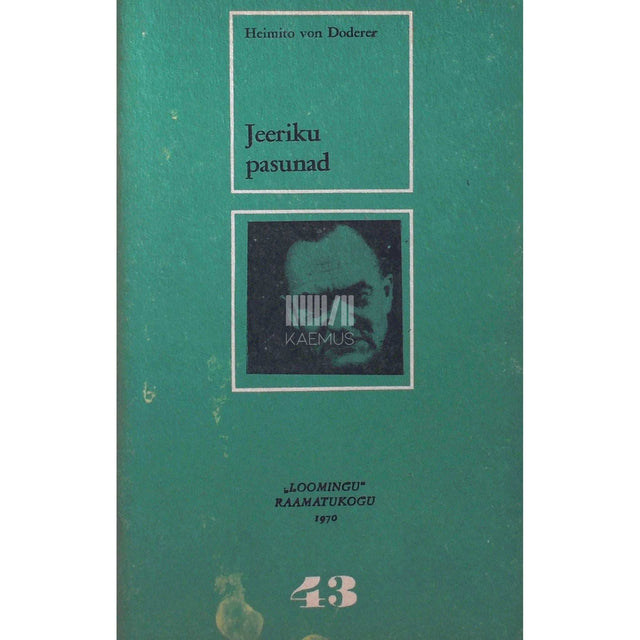 Heimito von Doderer
Jeeriku
pasunad
KAEMUS
„LOOMINGU“
RAAMATUKOGU
1970
43